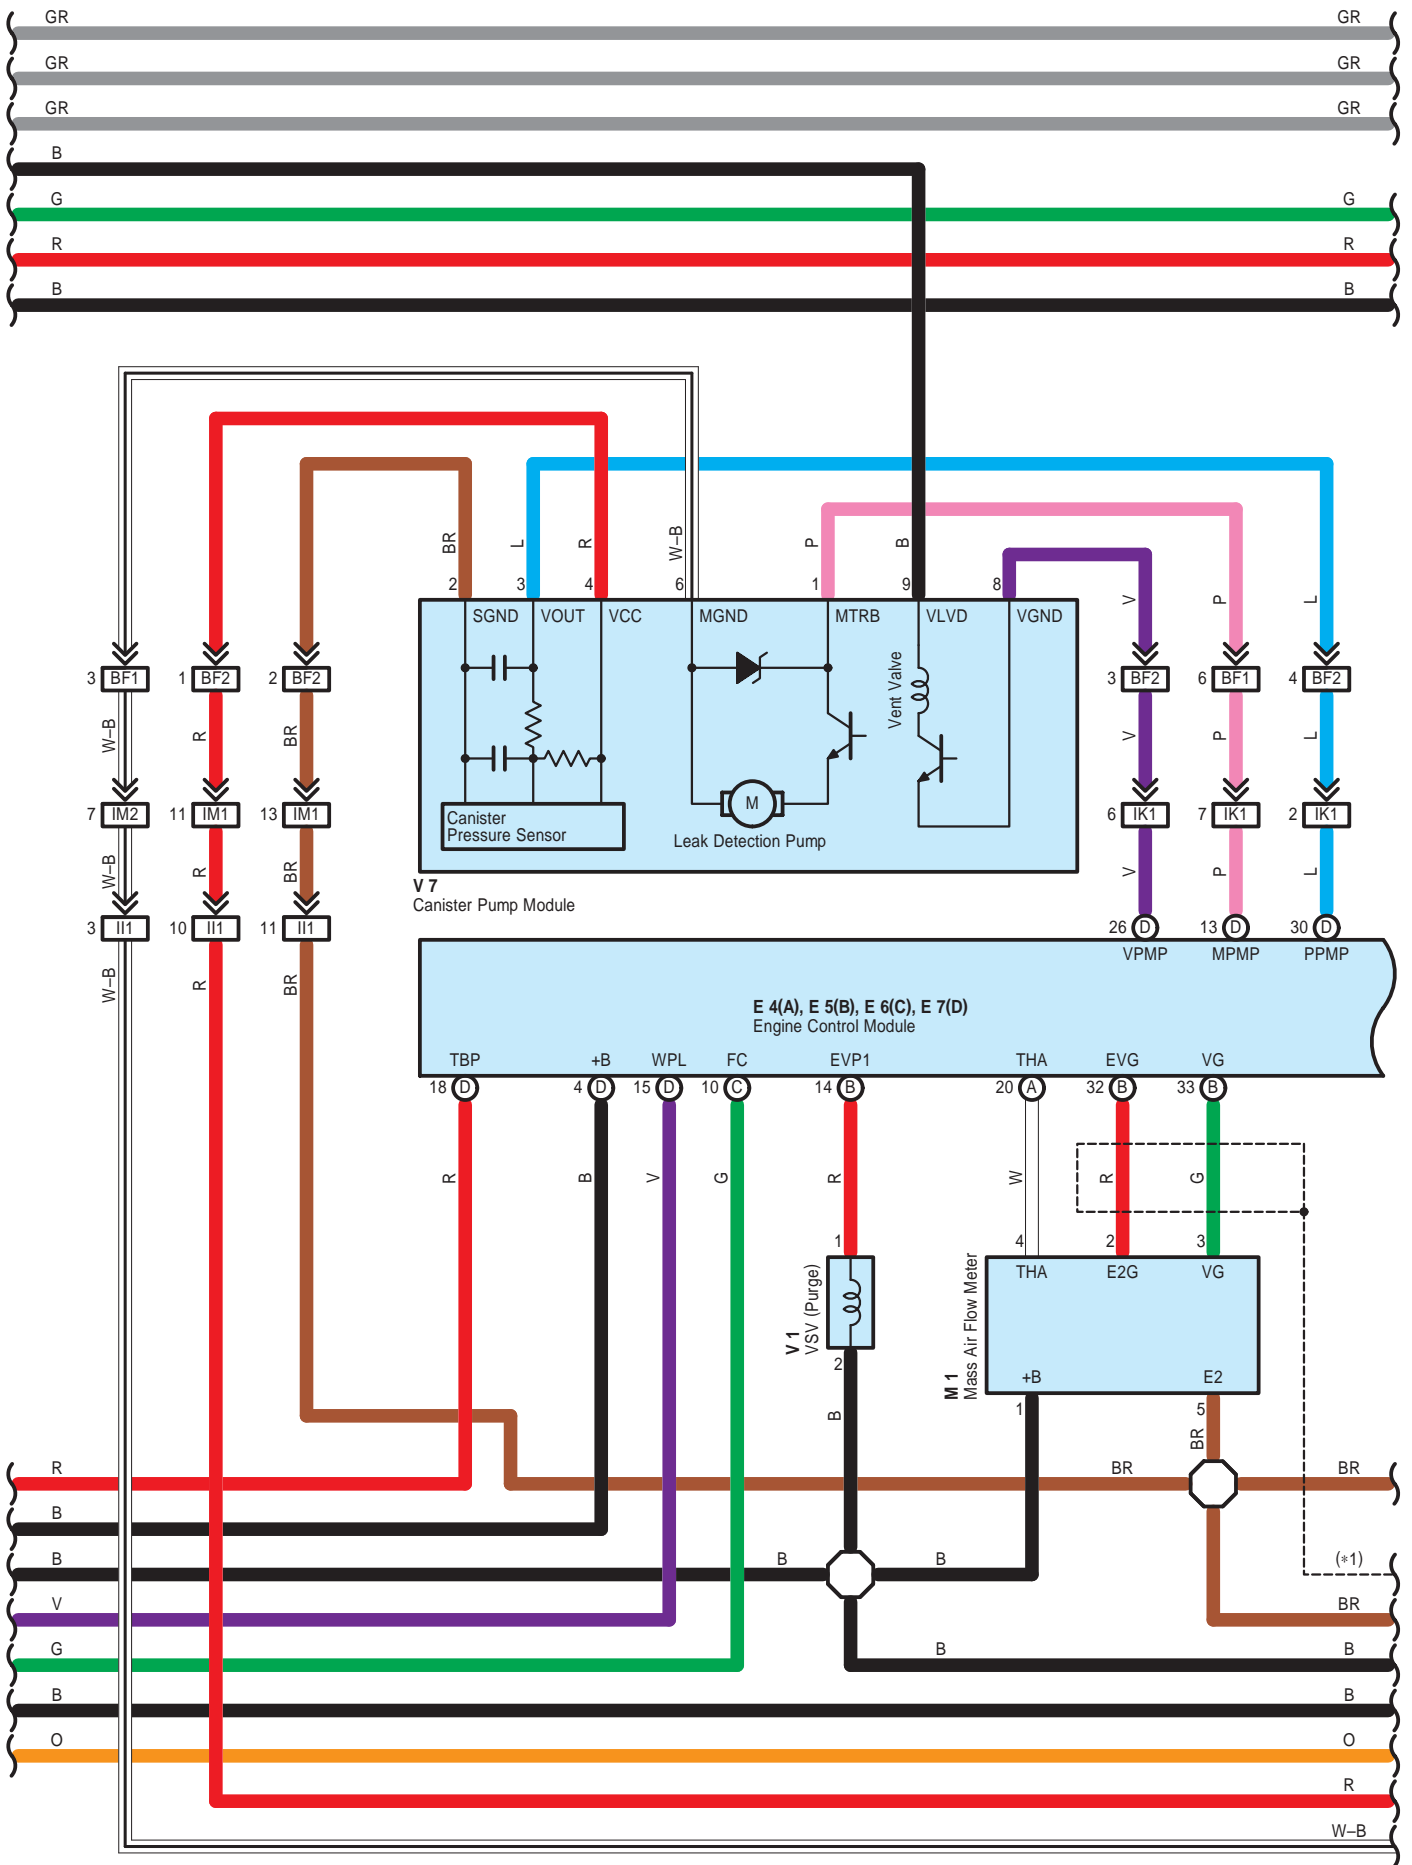 GR GR
GR GR
GR GR
B
G G
R R
B B
BR L R W–B P B
2 3 4 6 1 9 8
SGND VOUT VCC MGND MTRB VLVD VGND
V P L
Vent Valve
3 BF1 1 BF2 2 BF2 3 BF2 6 BF1 4 BF2
W–B R BR V P L
M
7 IM2 11 IM1 13 IM1 6 IK1 7 IK1 2 IK1
Canister
Pressure Sensor
Leak Detection Pump
W–B R BR V P L
V 7
Canister Pump Module
3 II1 10 II1 11 II1 26 D 13 D 30 D
VPMP MPMP PPMP
W–B R BR
E 4(A), E 5(B), E 6(C), E 7(D)
Engine Control Module
TBP +B WPL FC EVP1 THA EVG VG
18 D 4 D 15 D 10 C 14 B 20 A 32 B 33 B
R B V G R W R G
1 4 2 3
THA E2G VG
V 1
VSV (Purge)
M 1
Mass Air Flow Meter
2 +B E2
1 5
B BR
R BR BR
B
B B B (*1)
V BR
G B B
B B
O O
R
W–B